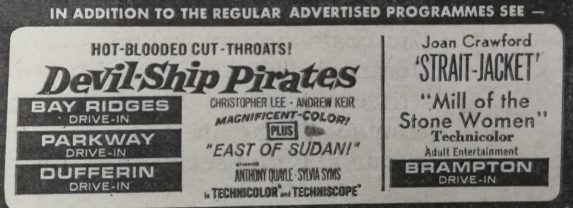 IN ADDITION TO THE REGULAR ADVERTISED PROGRAMMES SEE —
HOT-BLOODED CUT-THROATS!
Devil-Ship Pirates
BAY RIDGES
DRIVE-IN
PARKWAY
DRIVE-IN
DUFFERIN
DRIVE-IN
CHRISTOPHER LEE - ANDREW KEIR
MAGNIFICENT-COLOR!
PLUS
"EAST OF SUDAN!"
STARRING
ANTHONY QUAYLE - SYLVIA SYMS
in TECHNICOLOR and TECHNISCOPE
Joan Crawford
'STRAIT-JACKET'
"Mill of the
Stone Women"
Technicolor
Adult Entertainment
BRAMPTON
DRIVE-IN